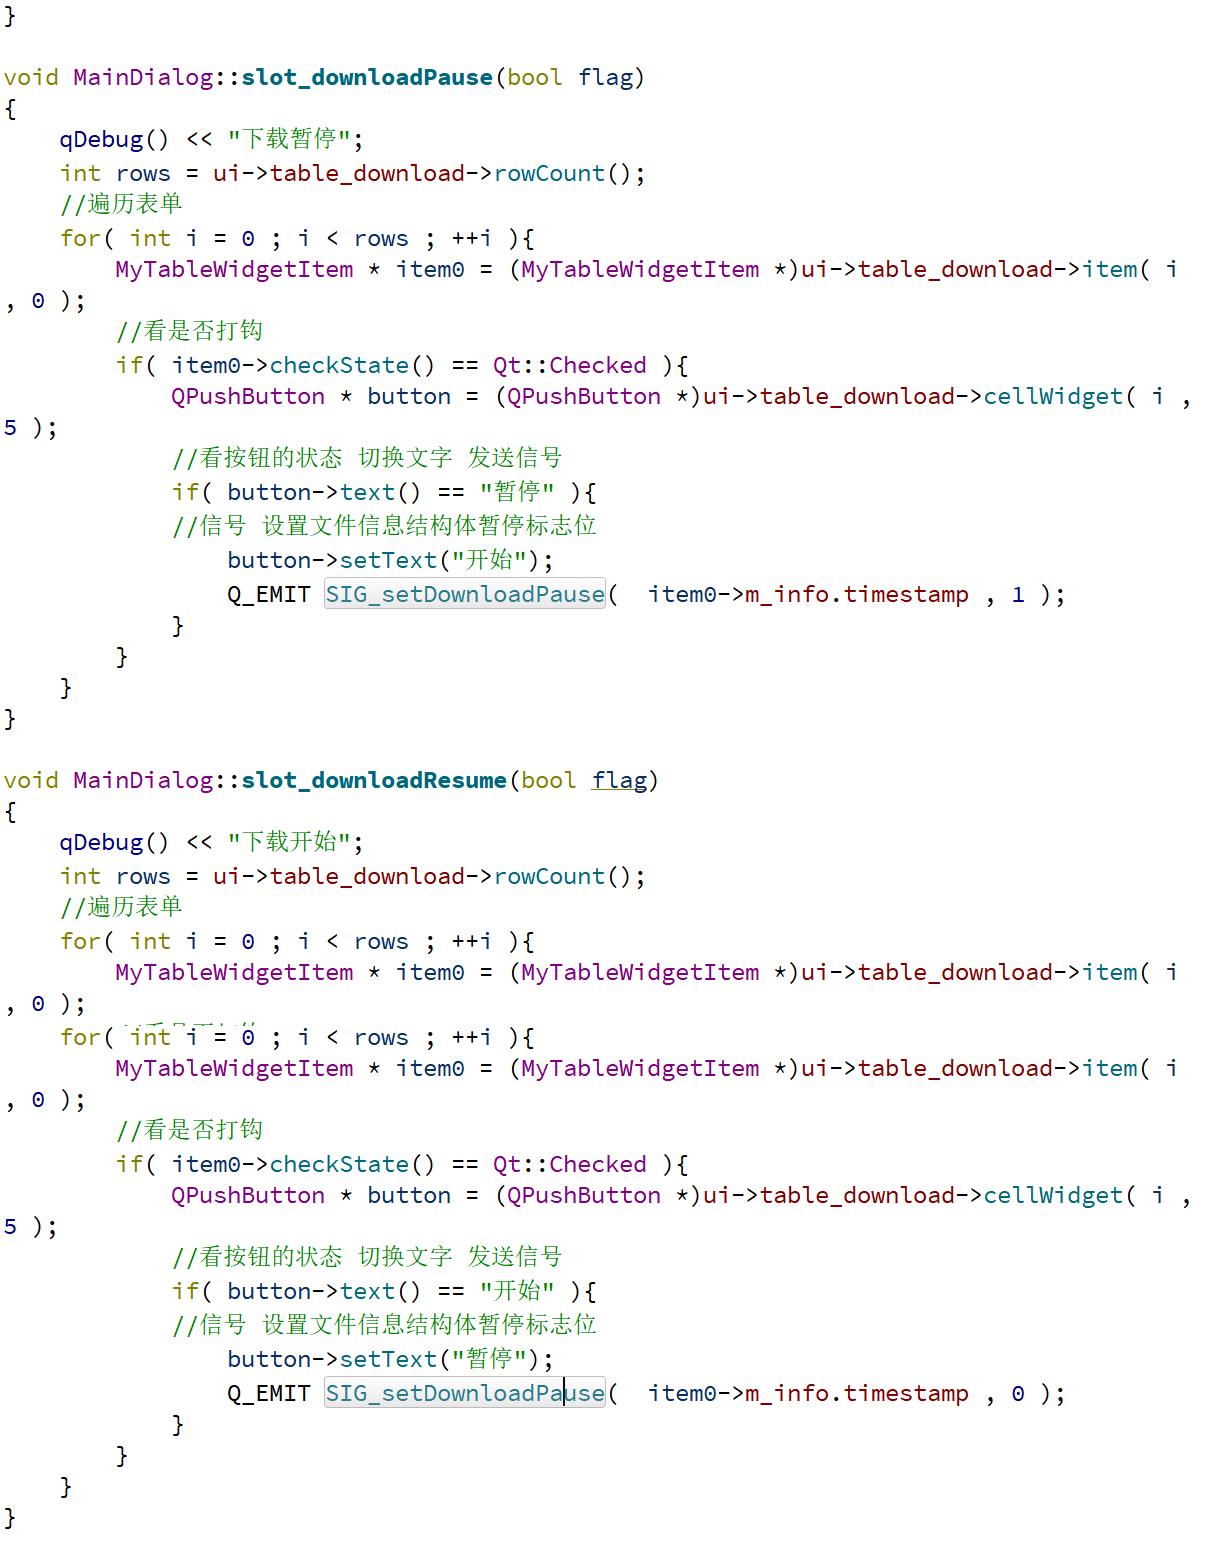 }
void MainDialog::slot_downloadPause(bool flag)
{
    qDebug() << "下载暂停";
    int rows = ui->table_download->rowCount();
    //遍历表单
    for( int i = 0 ; i < rows ; ++i ){
        MyTableWidgetItem * item0 = (MyTableWidgetItem *)ui->table_download->item( i
, 0 );
        //看是否打钩
        if( item0->checkState() == Qt::Checked ){
            QPushButton * button = (QPushButton *)ui->table_download->cellWidget( i ,
5 );
            //看按钮的状态 切换文字 发送信号
            if( button->text() == "暂停" ){
            //信号 设置文件信息结构体暂停标志位
                button->setText("开始");
                Q_EMIT SIG_setDownloadPause(  item0->m_info.timestamp , 1 );
            }
        }
    }
}
void MainDialog::slot_downloadResume(bool flag)
{
    qDebug() << "下载开始";
    int rows = ui->table_download->rowCount();
    //遍历表单
    for( int i = 0 ; i < rows ; ++i ){
        MyTableWidgetItem * item0 = (MyTableWidgetItem *)ui->table_download->item( i
, 0 );
    for( int i = 0 ; i < rows ; ++i ){
        MyTableWidgetItem * item0 = (MyTableWidgetItem *)ui->table_download->item( i
, 0 );
        //看是否打钩
        if( item0->checkState() == Qt::Checked ){
            QPushButton * button = (QPushButton *)ui->table_download->cellWidget( i ,
5 );
            //看按钮的状态 切换文字 发送信号
            if( button->text() == "开始" ){
            //信号 设置文件信息结构体暂停标志位
                button->setText("暂停");
                Q_EMIT SIG_setDownloadPause(  item0->m_info.timestamp , 0 );
            }
        }
    }
}